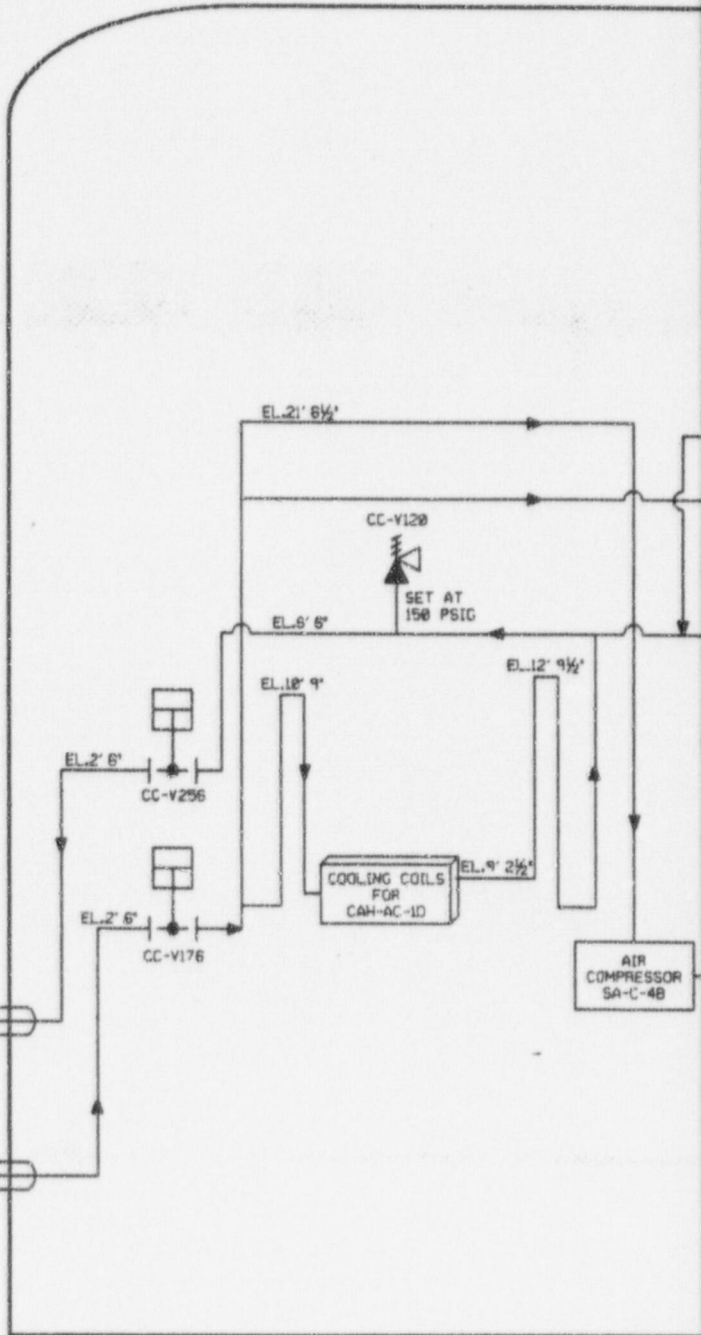 EL.21' 6½"
CC-V120
SET AT
150 PSIG
EL.6' 6"
EL.12' 9½"
EL.10' 9"
EL.2' 6"
CC-V256
COOLING COILS
FOR
CAH-AC-1D
EL.9' 2½"
EL.2' 6"
CC-V176
AIR
COMPRESSOR
SA-C-4B